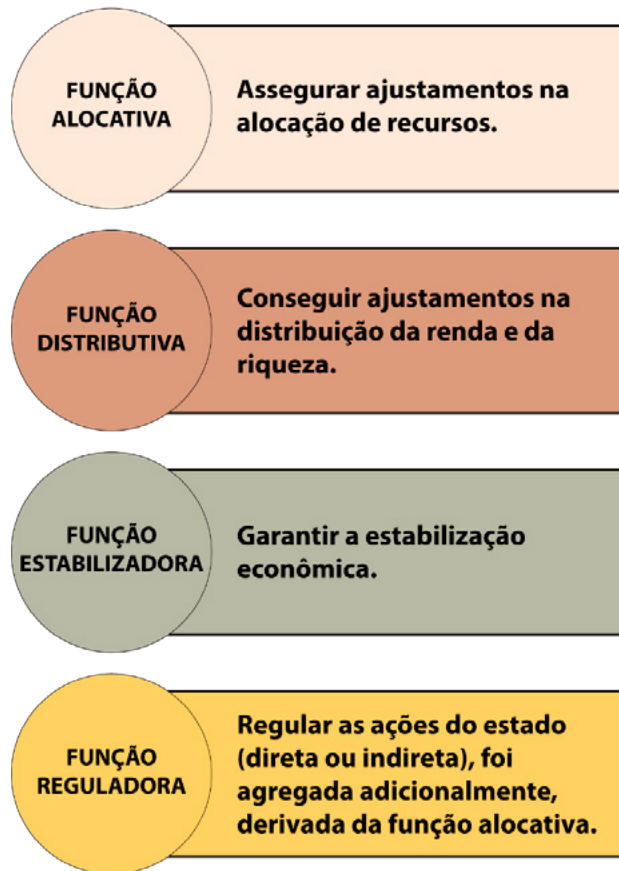 FUNÇÃO
ALOCATIVA
Assegurar ajustamentos na
alocação de recursos.
FUNÇÃO
DISTRIBUTIVA
Conseguir ajustamentos na
distribuição da renda e da
riqueza.
FUNÇÃO
ESTABILIZADORA
Garantir a estabilização
econômica.
FUNÇÃO
REGULADORA
Regular as ações do estado
(direta ou indireta), foi
agregada adicionalmente,
derivada da função alocativa.